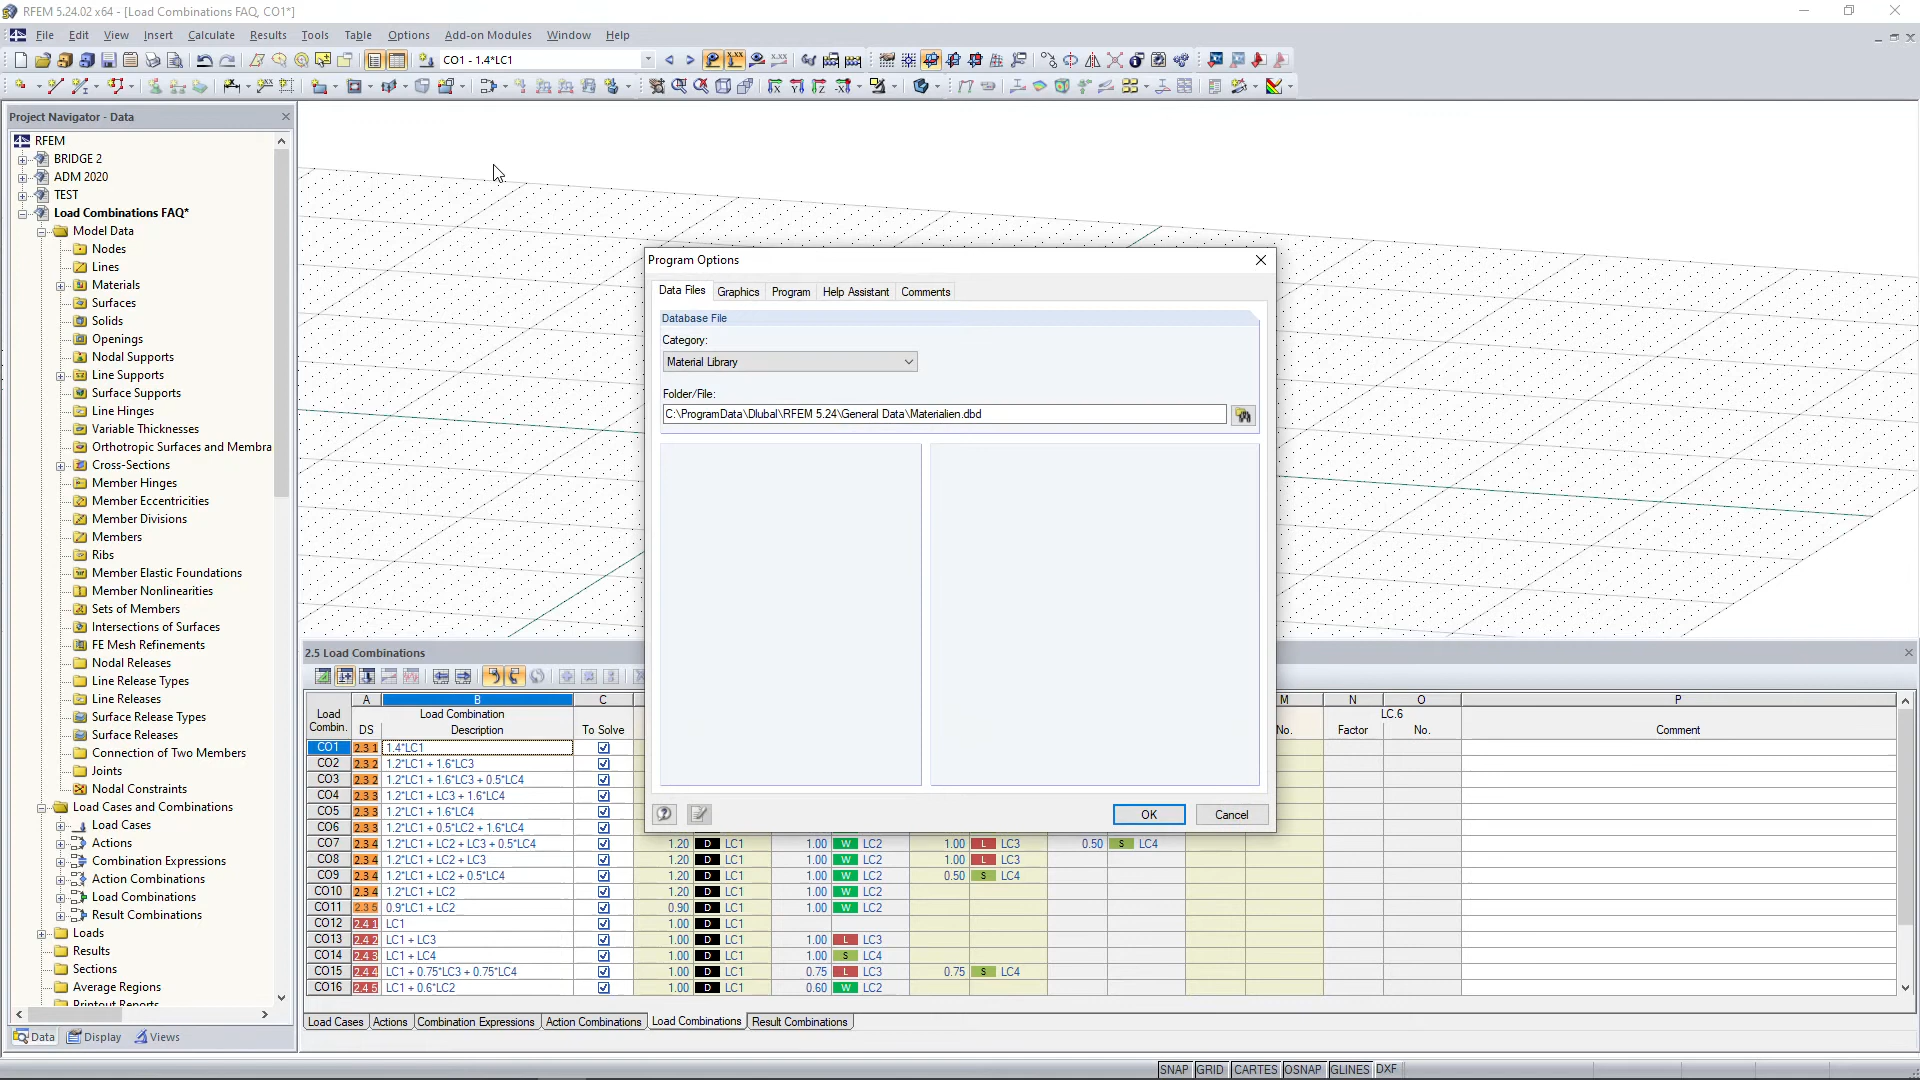 RFEM 5.24.02 x64 - [Load Combinations FAQ, CO1*]
File Edit View Insert Calculate Results Tools Table Options Add-on Modules Window Help
CO1 - 1.4*LC1
Project Navigator - Data
RFEM
BRIDGE 2
ADM 2020
TEST
Load Combinations FAQ*
Model Data
Nodes
Lines
Materials
Surfaces
Solids
Openings
Nodal Supports
Line Supports
Surface Supports
Line Hinges
Variable Thicknesses
Orthotropic Surfaces and Membra
Cross-Sections
Member Hinges
Member Eccentricities
Member Divisions
Members
Ribs
Member Elastic Foundations
Member Nonlinearities
Sets of Members
Intersections of Surfaces
FE Mesh Refinements
Nodal Releases
Line Release Types
Line Releases
Surface Release Types
Surface Releases
Connection of Two Members
Joints
Nodal Constraints
Load Cases and Combinations
Load Cases
Actions
Combination Expressions
Action Combinations
Load Combinations
Result Combinations
Loads
Results
Sections
Average Regions
Printout Reports
Data Display Views
Program Options
Data Files Graphics Program Help Assistant Comments
Database File
Category:
Material Library
Folder/File:
C:\ProgramData\Dlubal\RFEM 5.24\General Data\Materialien.dbd
OK Cancel
2.5 Load Combinations
A B C M N O P
Load Load Combination LC.6
Combin. DS Description To Solve No. Factor No. Comment
CO1 2.3 1 1.4*LC1
CO2 2.3 2 1.2*LC1 + 1.6*LC3
CO3 2.3 2 1.2*LC1 + 1.6*LC3 + 0.5*LC4
CO4 2.3 3 1.2*LC1 + LC3 + 1.6*LC4
CO5 2.3 3 1.2*LC1 + 1.6*LC4
CO6 2.3 3 1.2*LC1 + 0.5*LC2 + 1.6*LC4
CO7 2.3 4 1.2*LC1 + LC2 + LC3 + 0.5*LC4 1.20 D LC1 1.00 W LC2 1.00 L LC3 0.50 S LC4
CO8 2.3 4 1.2*LC1 + LC2 + LC3 1.20 D LC1 1.00 W LC2 1.00 L LC3
CO9 2.3 4 1.2*LC1 + LC2 + 0.5*LC4 1.20 D LC1 1.00 W LC2 0.50 S LC4
CO10 2.3 4 1.2*LC1 + LC2 1.20 D LC1 1.00 W LC2
CO11 2.3 5 0.9*LC1 + LC2 0.90 D LC1 1.00 W LC2
CO12 2.4 1 LC1 1.00 D LC1
CO13 2.4 2 LC1 + LC3 1.00 D LC1 1.00 L LC3
CO14 2.4 3 LC1 + LC4 1.00 D LC1 1.00 S LC4
CO15 2.4 4 LC1 + 0.75*LC3 + 0.75*LC4 1.00 D LC1 0.75 L LC3 0.75 S LC4
CO16 2.4 5 LC1 + 0.6*LC2 1.00 D LC1 0.60 W LC2
Load Cases Actions Combination Expressions Action Combinations Load Combinations Result Combinations
SNAP GRID CARTES OSNAP GLINES DXF